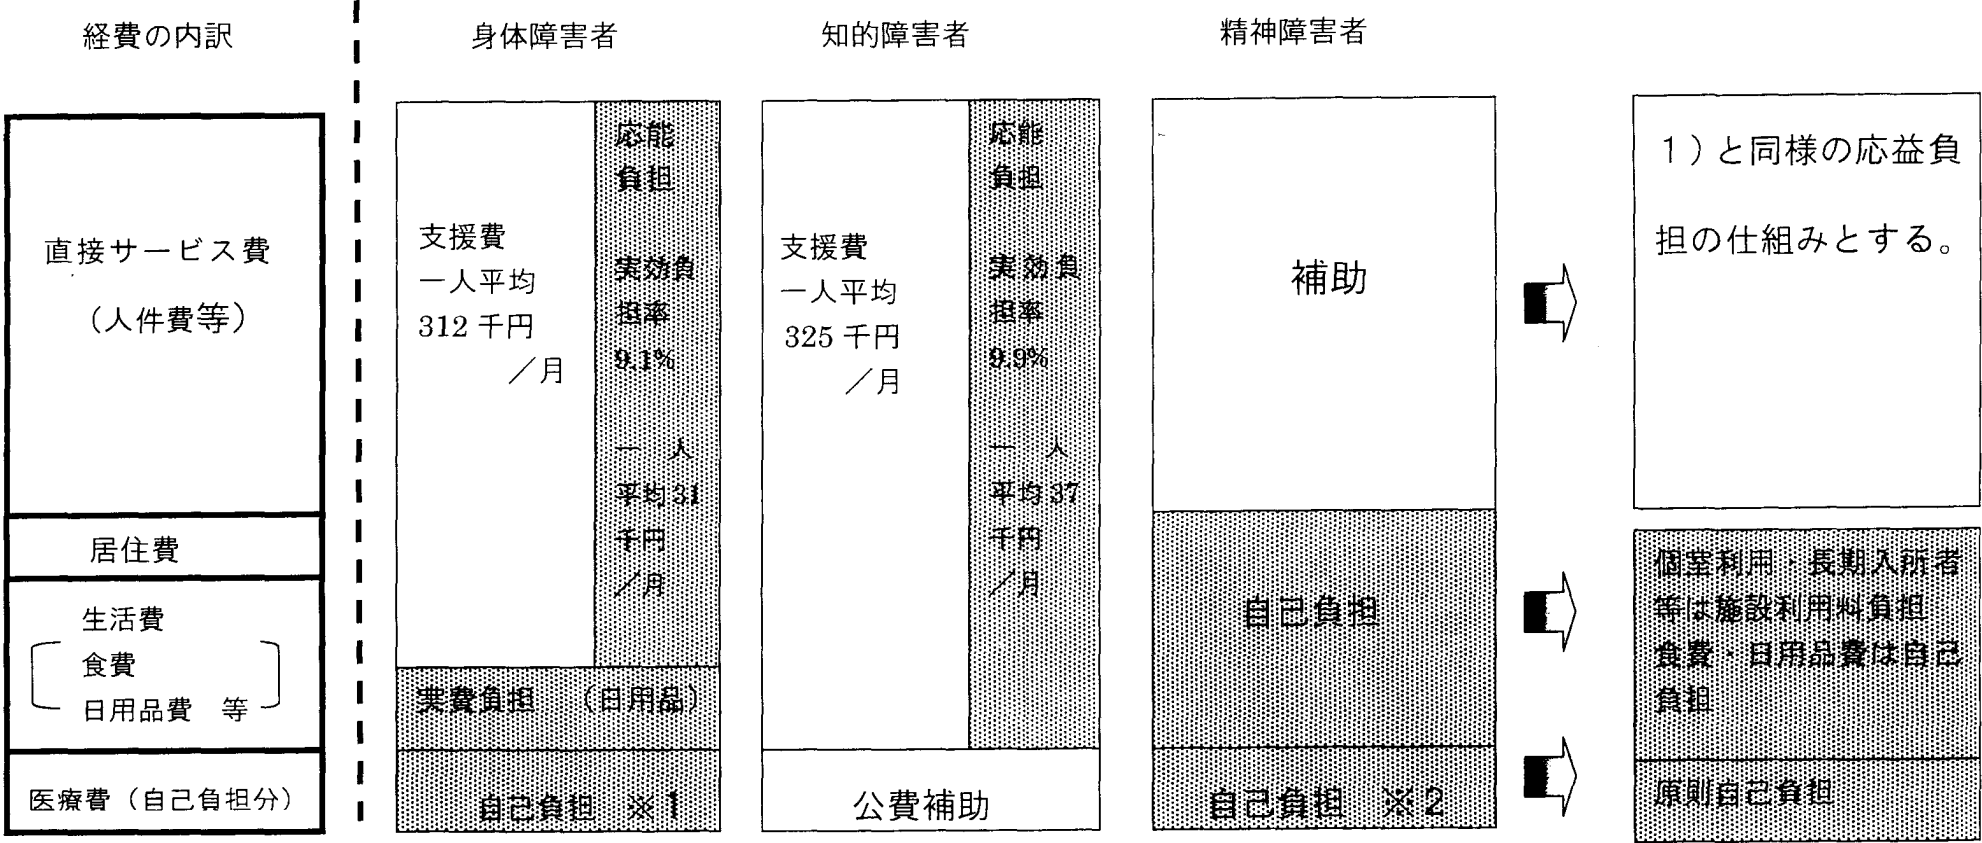 経費の内訳
身体障害者
知的障害者
精神障害者
直接サービス費
（人件費等）
居住費
生活費
食費
日用品費　等
医療費（自己負担分）
支援費
一人平均
312 千円
／月
応能
負担
実効負
担率
9.1%
一　人
平均 31
千円
／月
実費負担　（日用品）
自己負担　※１
支援費
一人平均
325 千円
／月
応能
負担
実効負
担率
9.9%
一　人
平均 37
千円
／月
公費補助
補助
自己負担
自己負担　※２
１）と同様の応益負
担の仕組みとする。
個室利用・長期入所者
等は施設利用料負担
食費・日用品費は自己
負担
原則自己負担